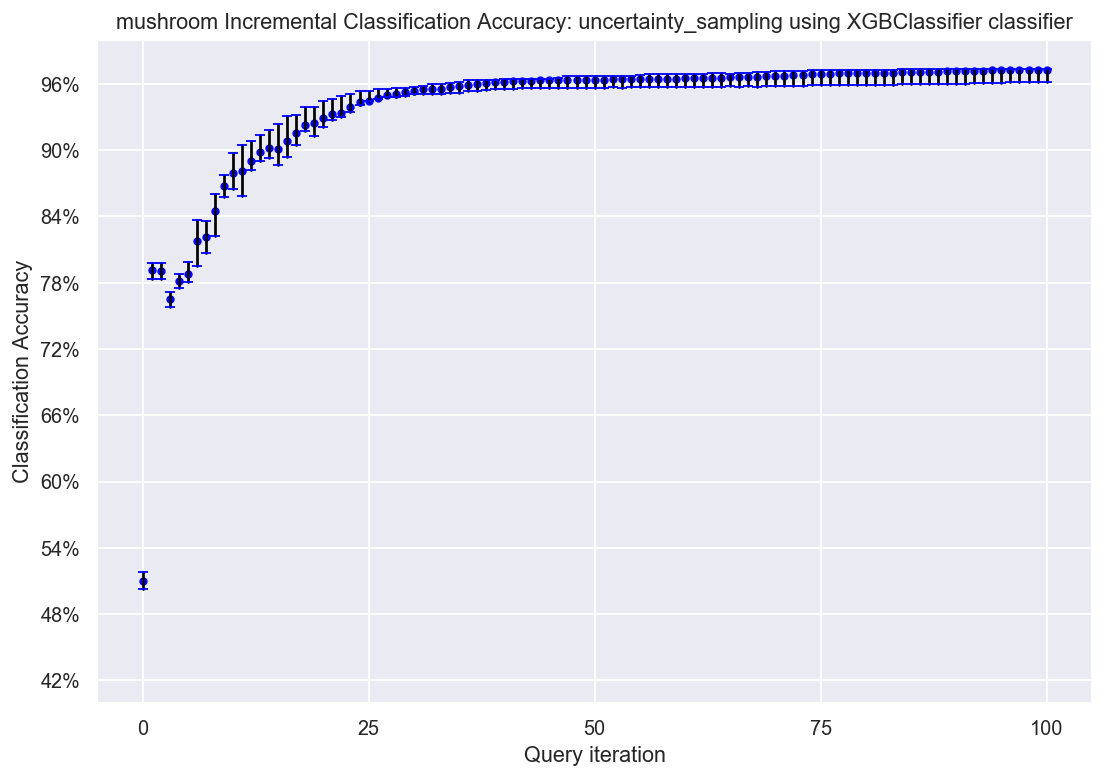 mushroom Incremental Classification Accuracy: uncertainty_sampling using XGBClassifier classifier
96%
90%
84%
78%
72%
66%
60%
54%
48%
42%
Classification Accuracy
0 25 50 75 100
Query iteration